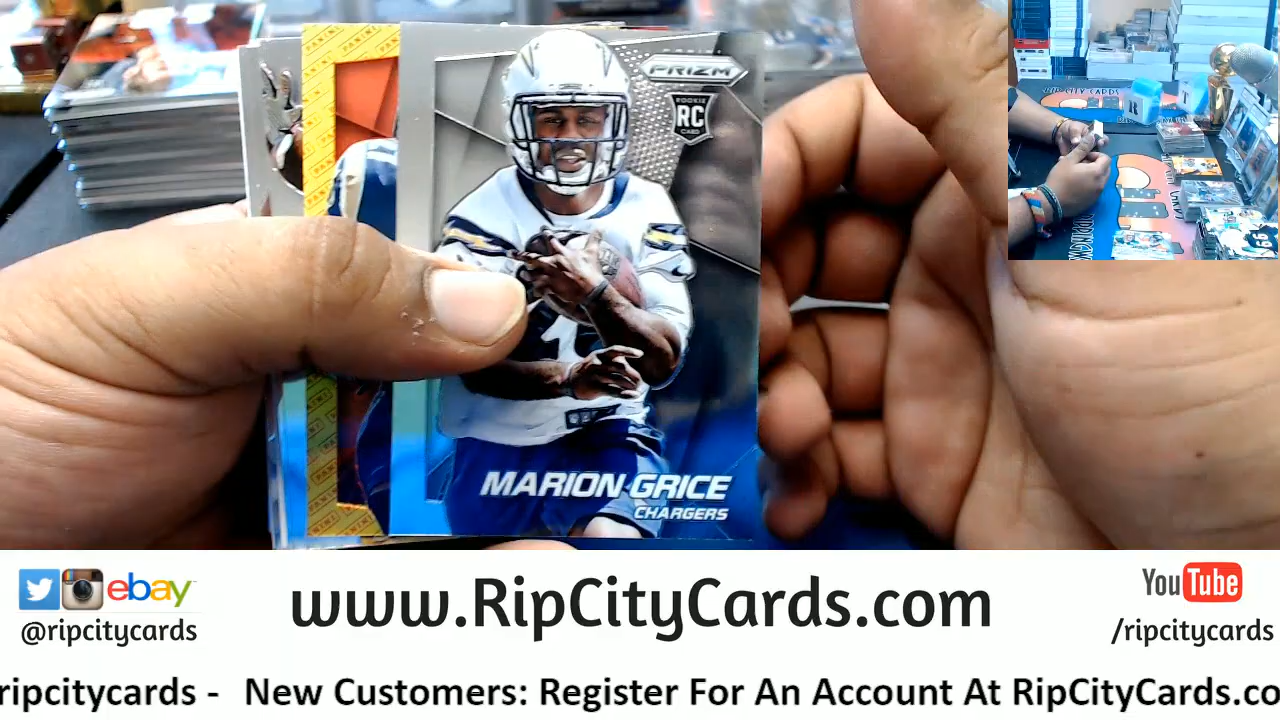 PRIZM
ROOKIE
RC
CARD
MARION GRICE
CHARGERS
PANINI
ebay
@ripcitycards
www.RipCityCards.com
YouTube
/ripcitycards
ripcitycards - New Customers: Register For An Account At RipCityCards.co